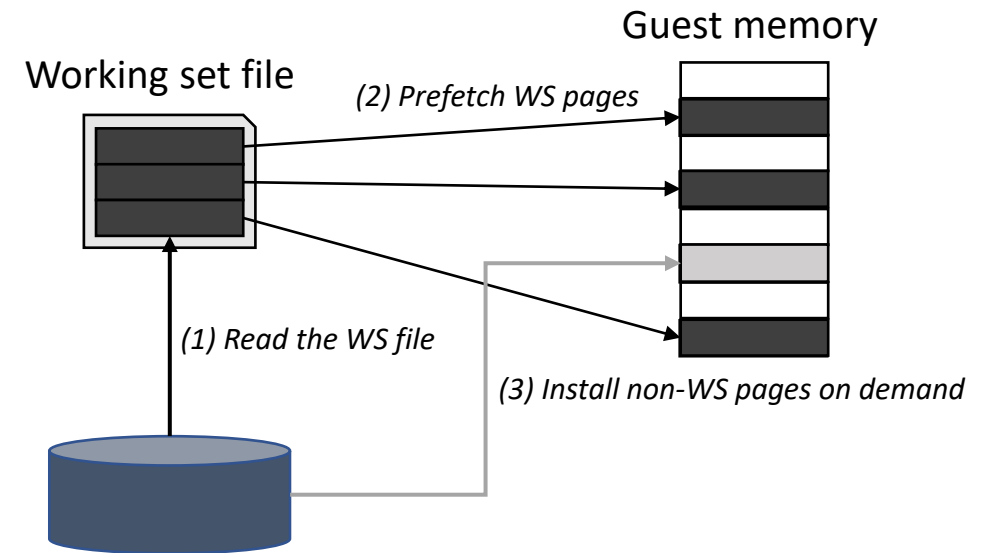 Guest memory
Working set file
(2) Prefetch WS pages
(1) Read the WS file
(3) Install non-WS pages on demand